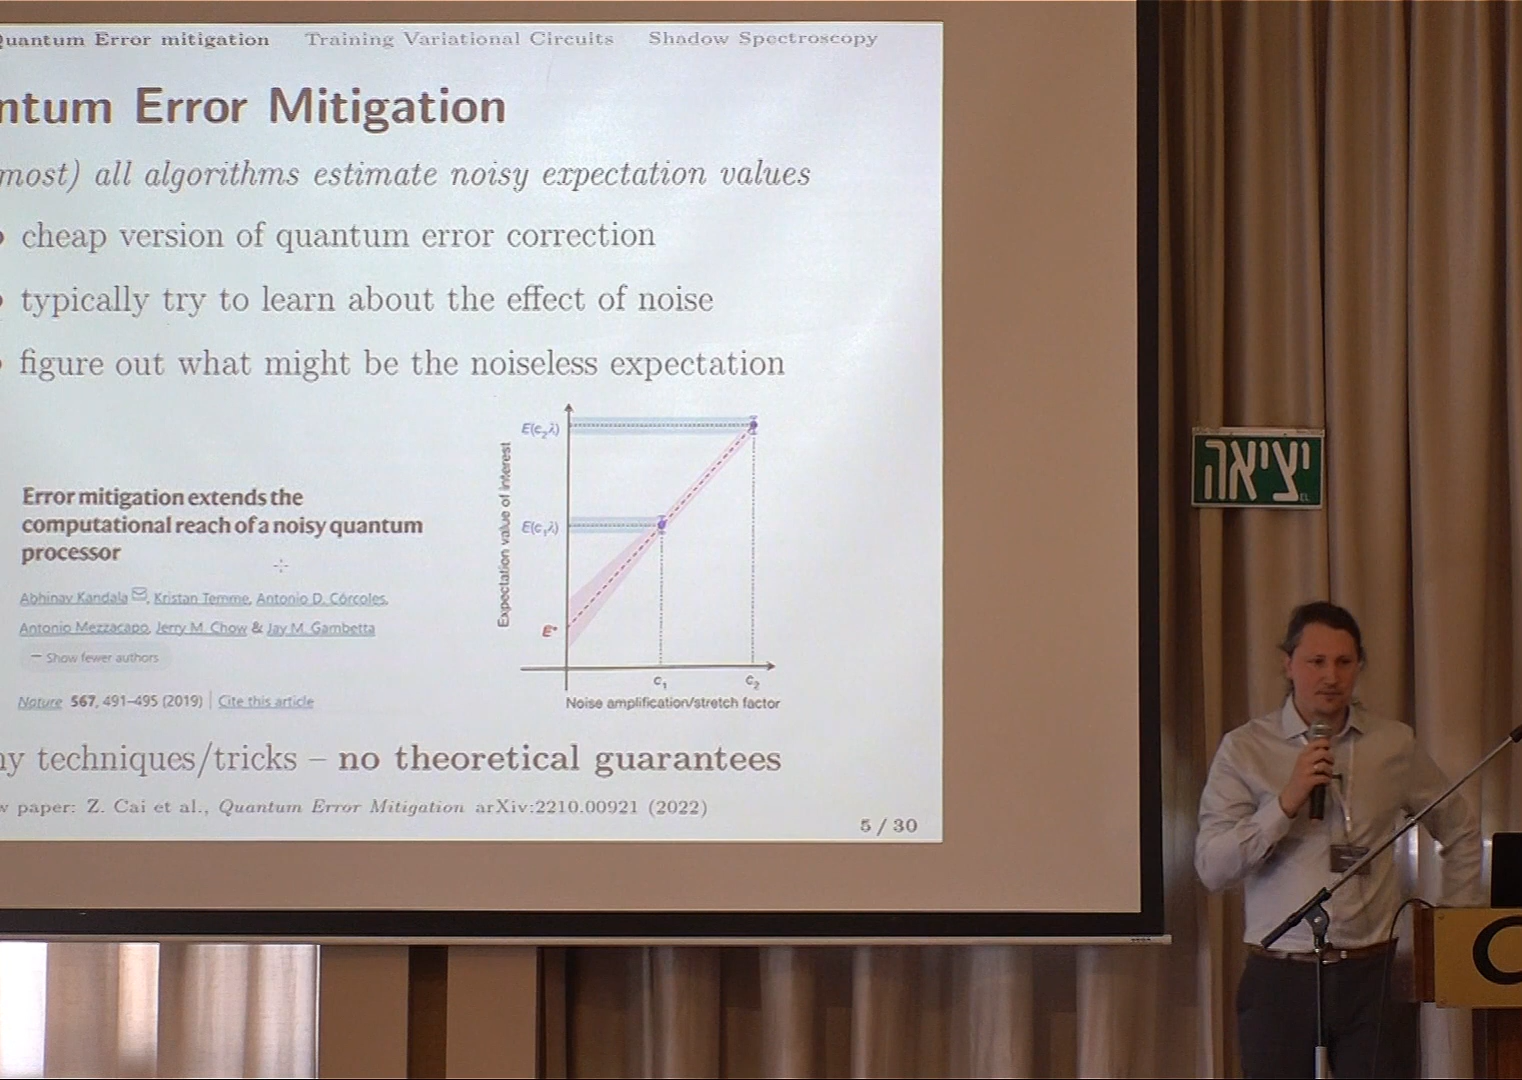 Quantum Error mitigation Training Variational Circuits Shadow Spectroscopy
ntum Error Mitigation
most) all algorithms estimate noisy expectation values
cheap version of quantum error correction
typically try to learn about the effect of noise
figure out what might be the noiseless expectation
Error mitigation extends the
computational reach of a noisy quantum
processor
Abhinav Kandala, Kristan Temme, Antonio D. Córcoles,
Antonio Mezzacapo, Jerry M. Chow & Jay M. Gambetta
− Show fewer authors
Nature 567, 491–495 (2019) | Cite this article
Expectation value of interest
E(c₂λ)
E(c₁λ)
E*
c₁ c₂
Noise amplification/stretch factor
ny techniques/tricks – no theoretical guarantees
w paper: Z. Cai et al., Quantum Error Mitigation arXiv:2210.00921 (2022)
5 / 30
יציאה